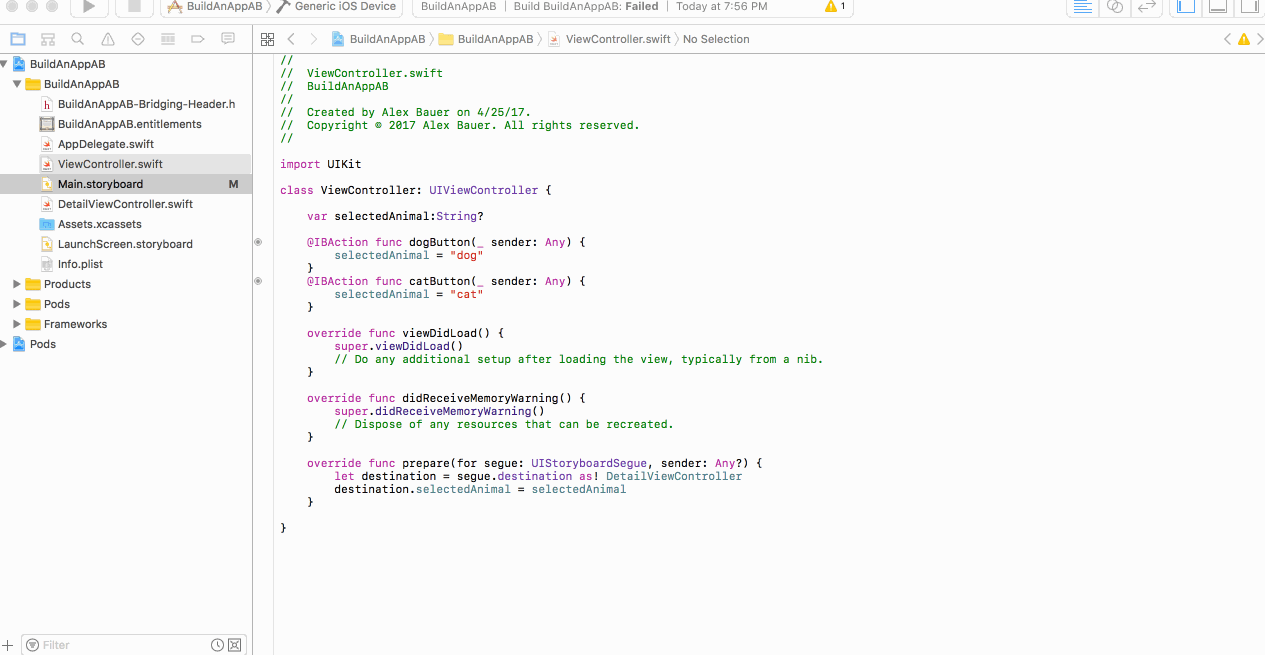 BuildAnAppAB Generic iOS Device BuildAnAppAB Build BuildAnAppAB: Failed Today at 7:56 PM 1
BuildAnAppAB BuildAnAppAB ViewController.swift No Selection
BuildAnAppAB
BuildAnAppAB
h BuildAnAppAB-Bridging-Header.h
BuildAnAppAB.entitlements
AppDelegate.swift
ViewController.swift
Main.storyboard M
DetailViewController.swift
Assets.xcassets
LaunchScreen.storyboard
Info.plist
Products
Pods
Frameworks
Pods
Filter
//
// ViewController.swift
// BuildAnAppAB
//
// Created by Alex Bauer on 4/25/17.
// Copyright © 2017 Alex Bauer. All rights reserved.
//
import UIKit
class ViewController: UIViewController {
var selectedAnimal:String?
@IBAction func dogButton(_ sender: Any) {
selectedAnimal = "dog"
}
@IBAction func catButton(_ sender: Any) {
selectedAnimal = "cat"
}
override func viewDidLoad() {
super.viewDidLoad()
// Do any additional setup after loading the view, typically from a nib.
}
override func didReceiveMemoryWarning() {
super.didReceiveMemoryWarning()
// Dispose of any resources that can be recreated.
}
override func prepare(for segue: UIStoryboardSegue, sender: Any?) {
let destination = segue.destination as! DetailViewController
destination.selectedAnimal = selectedAnimal
}
}